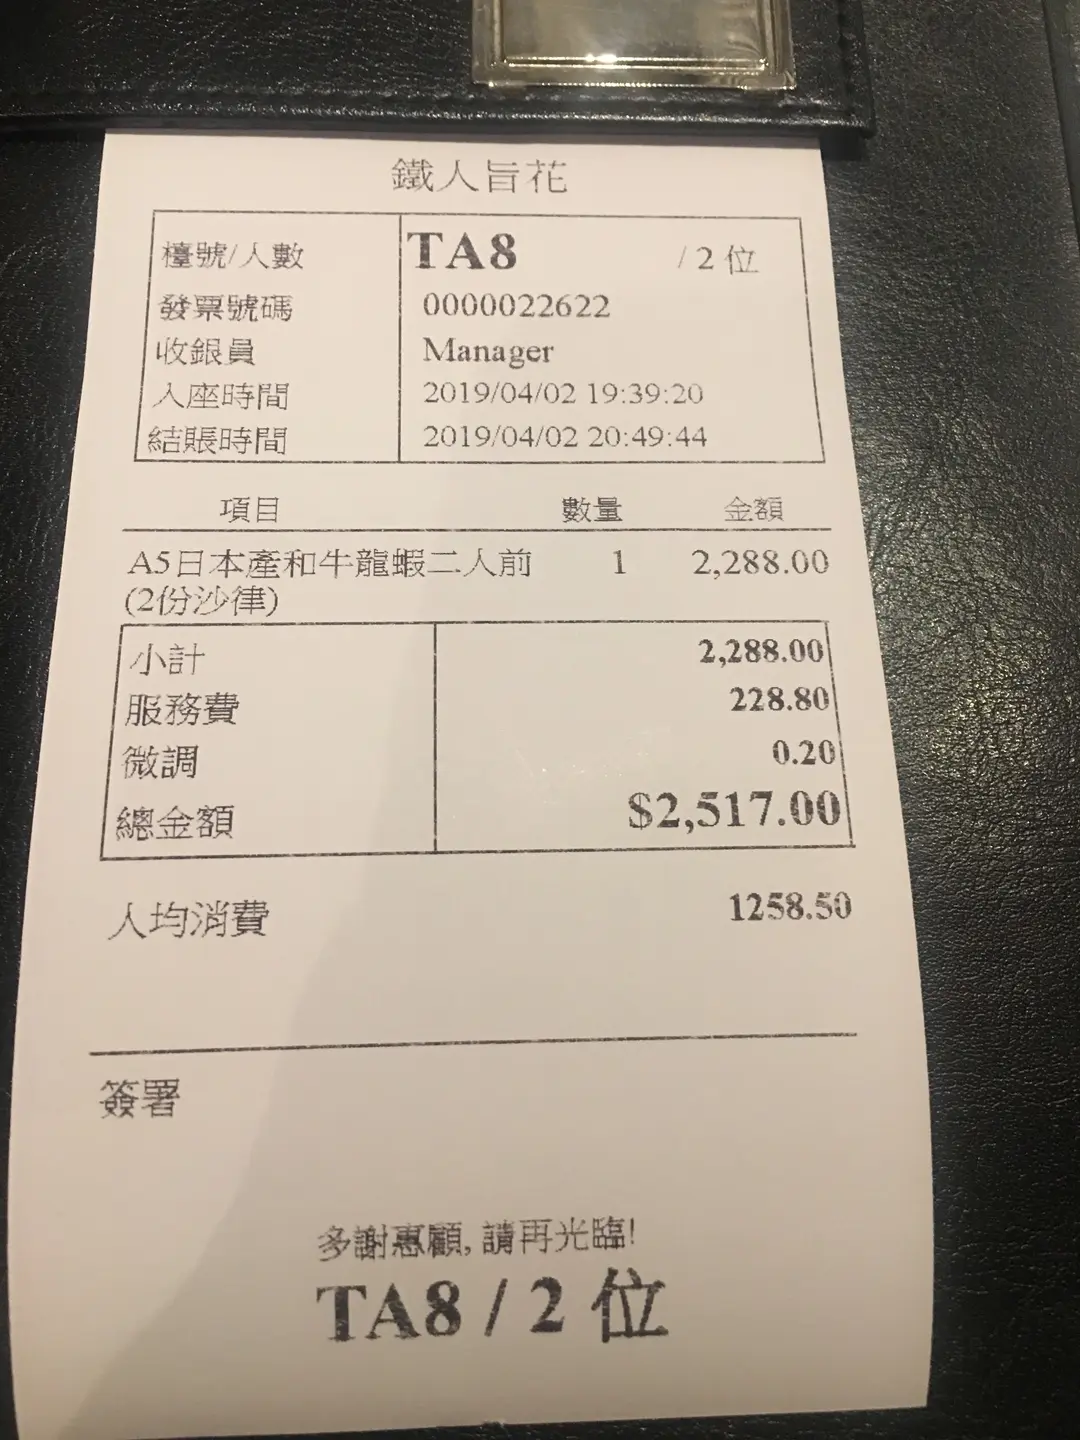 鐵人旨花
檯號/人數 TA8 / 2 位
發票號碼 0000022622
收銀員 Manager
入座時間 2019/04/02 19:39:20
結賬時間 2019/04/02 20:49:44
項目 數量 金額
A5日本產和牛龍蝦二人前 1 2,288.00
(2份沙律)
小計 2,288.00
服務費 228.80
微調 0.20
總金額 $2,517.00
人均消費 1258.50
簽署
多謝惠顧, 請再光臨!
TA8 / 2 位